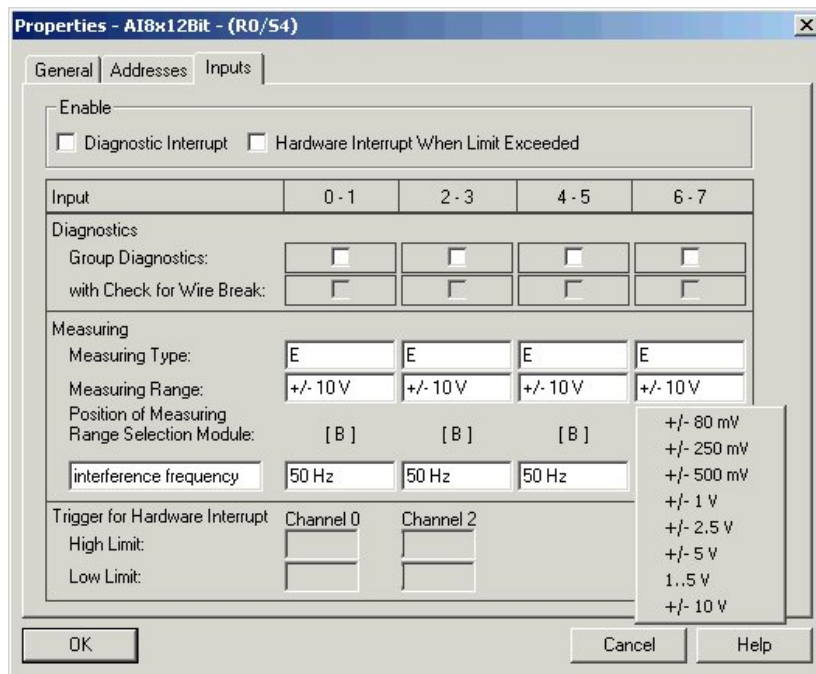 Properties - AI8x12Bit - (R0/S4)
General Addresses Inputs
Enable
Diagnostic Interrupt Hardware Interrupt When Limit Exceeded
Input 0 - 1 2 - 3 4 - 5 6 - 7
Diagnostics
Group Diagnostics:
with Check for Wire Break:
Measuring
Measuring Type: E E E E
Measuring Range: +/- 10 V +/- 10 V +/- 10 V +/- 10 V
Position of Measuring
Range Selection Module: [ B ] [ B ] [ B ]
interference frequency 50 Hz 50 Hz 50 Hz
+/- 80 mV
+/- 250 mV
+/- 500 mV
+/- 1 V
+/- 2.5 V
+/- 5 V
1..5 V
+/- 10 V
Trigger for Hardware Interrupt Channel 0 Channel 2
High Limit:
Low Limit:
OK Cancel Help